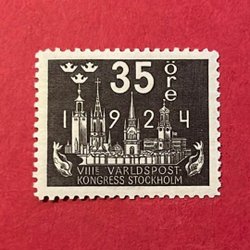 35 öre
1924
VIIIE VÄRLDSPOST-
KONGRESS STOCKHOLM